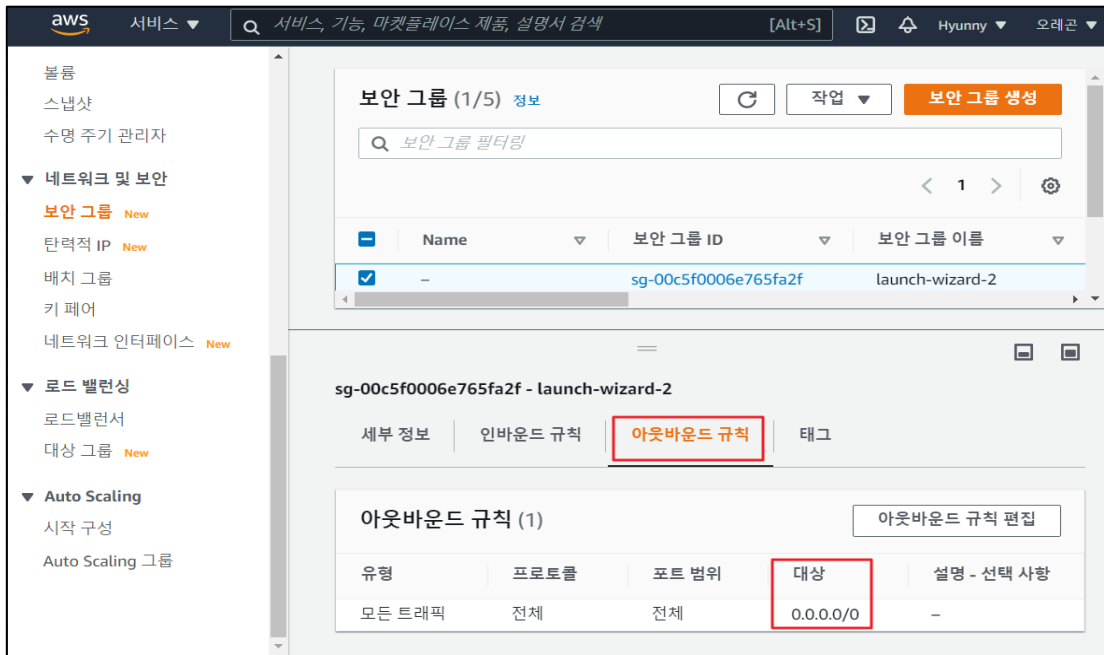 aws 서비스 ▼ 서비스, 기능, 마켓플레이스 제품, 설명서 검색 [Alt+S] Hyunny ▼ 오레곤 ▼
볼륨
스냅샷
수명 주기 관리자
▼ 네트워크 및 보안
보안 그룹 New
탄력적 IP New
배치 그룹
키 페어
네트워크 인터페이스 New
▼ 로드 밸런싱
로드밸런서
대상 그룹 New
▼ Auto Scaling
시작 구성
Auto Scaling 그룹
보안 그룹 (1/5) 정보 작업 ▼ 보안 그룹 생성
보안 그룹 필터링
< 1 >
Name 보안 그룹 ID 보안 그룹 이름
– sg-00c5f0006e765fa2f launch-wizard-2
sg-00c5f0006e765fa2f - launch-wizard-2
세부 정보 인바운드 규칙 아웃바운드 규칙 태그
아웃바운드 규칙 (1) 아웃바운드 규칙 편집
유형 프로토콜 포트 범위 대상 설명 - 선택 사항
모든 트래픽 전체 전체 0.0.0.0/0 –